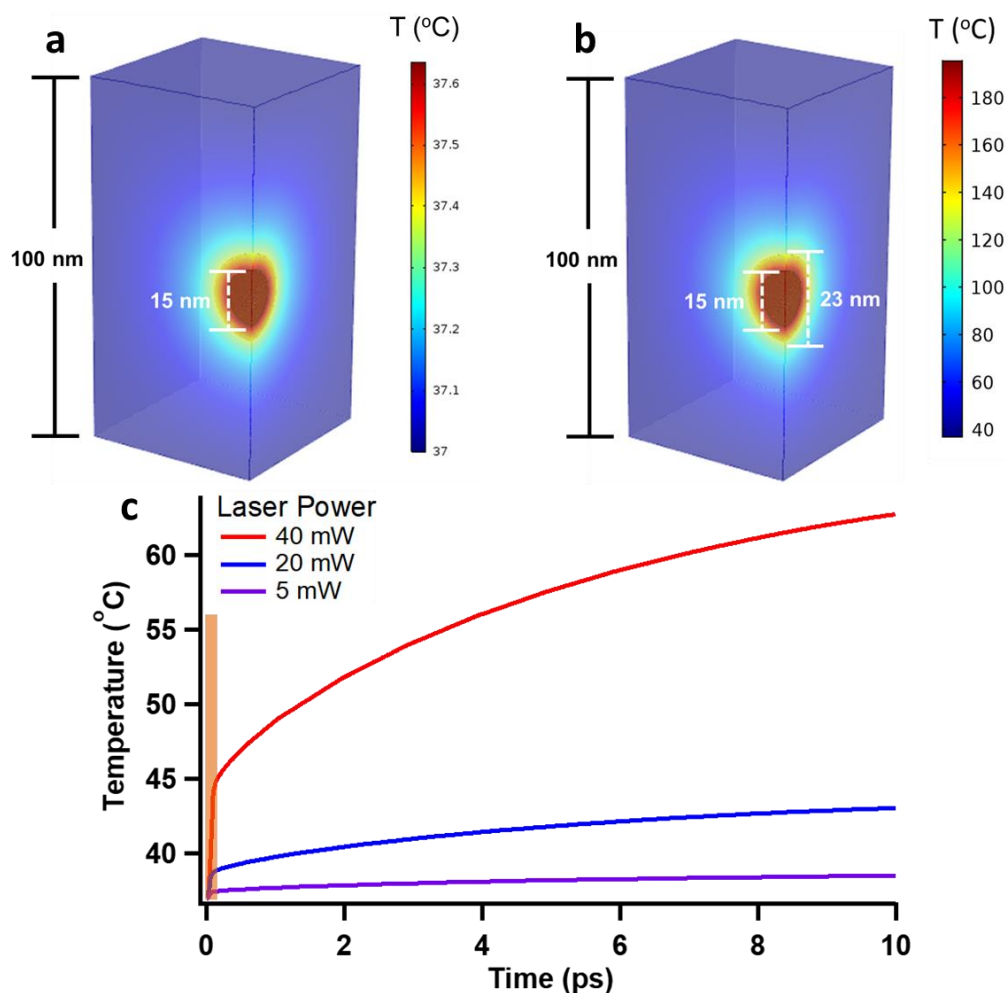 a
T (°C)
100 nm
15 nm
37.6
37.5
37.4
37.3
37.2
37.1
37
b
T (°C)
100 nm
15 nm
23 nm
180
160
140
120
100
80
60
40
c
Laser Power
40 mW
20 mW
5 mW
Temperature (°C)
60
55
50
45
40
0
2
4
6
8
10
Time (ps)